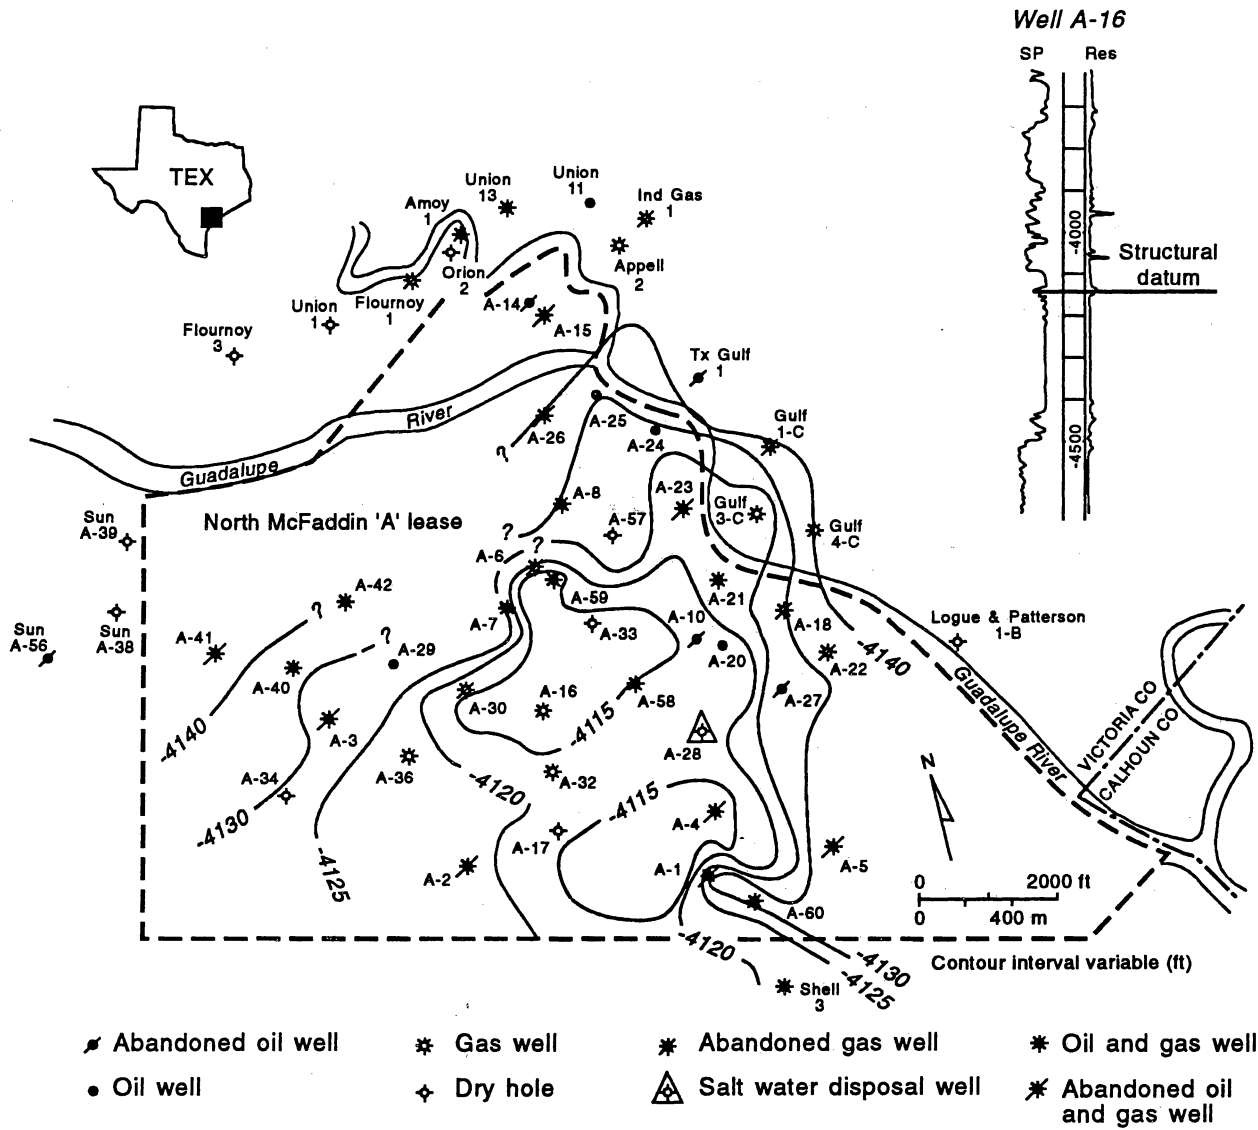 Well A-16
SP
Res
-4000
-4500
Structural
datum
TEX
Union
13
Union
11
Ind Gas
1
Amoy
1
Appell
2
Orion
2
Flournoy
1
Union
1
Flournoy
3
A-14
A-15
Tx Gulf
1
Guadalupe
River
A-25
A-26
A-24
Gulf
1-C
?
A-8
A-23
A-57
Gulf
3-C
Gulf
4-C
Sun
A-39
North McFaddin 'A' lease
?
?
A-6
A-59
A-7
A-21
A-42
?
A-10
A-18
A-33
A-20
A-22
-4140
Logue & Patterson
1-B
Sun
A-56
Sun
A-38
A-41
A-40
?
A-29
A-30
A-16
A-58
-4115
A-27
A-28
A-3
-4140
A-34
A-36
-4120
A-32
-4130
-4125
A-17
-4115
A-4
A-2
A-1
A-5
A-60
Guadalupe River
VICTORIA CO
CALHOUN CO
N
0
2000 ft
0
400 m
-4120
-4130
-4125
Shell
3
Contour interval variable (ft)
Abandoned oil well
Gas well
Abandoned gas well
Oil and gas well
Oil well
Dry hole
Salt water disposal well
Abandoned oil
and gas well